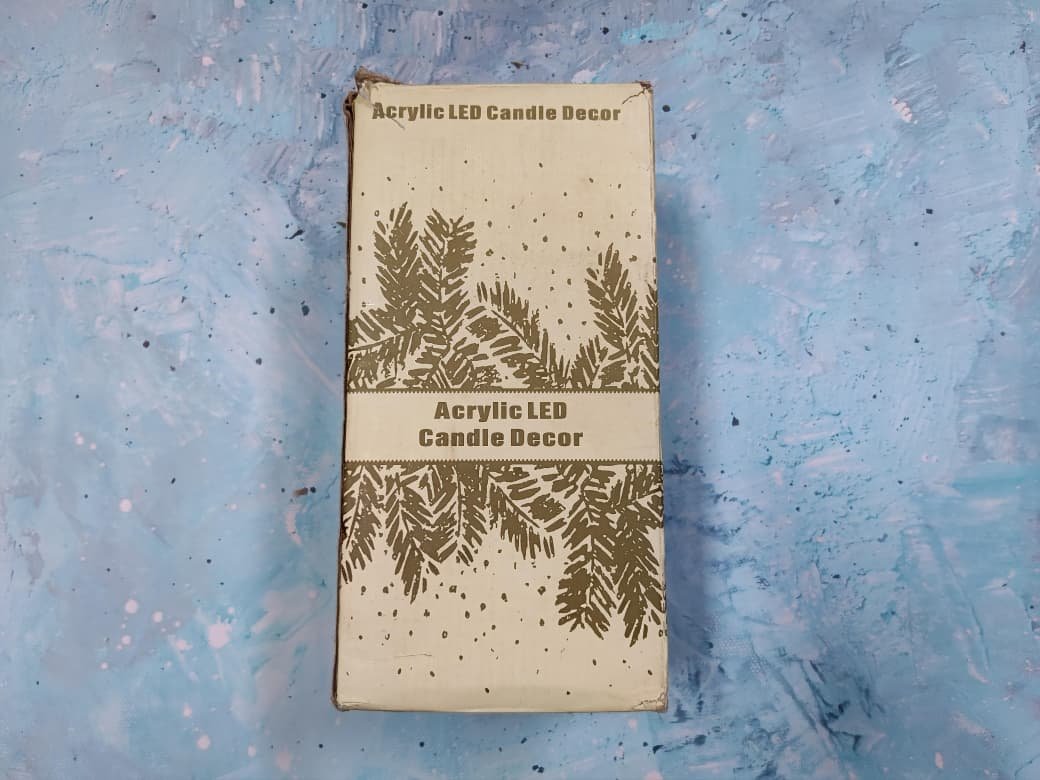 Acrylic LED Candle Decor
Acrylic LED
Candle Decor